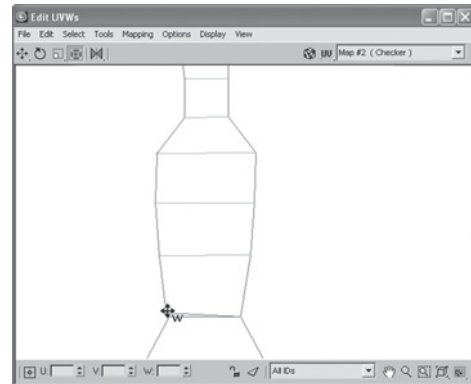 Edit UVWs
File Edit Select Tools Mapping Options Display View
UV Map #2 ( Checker )
W
U: V: W: All IDs